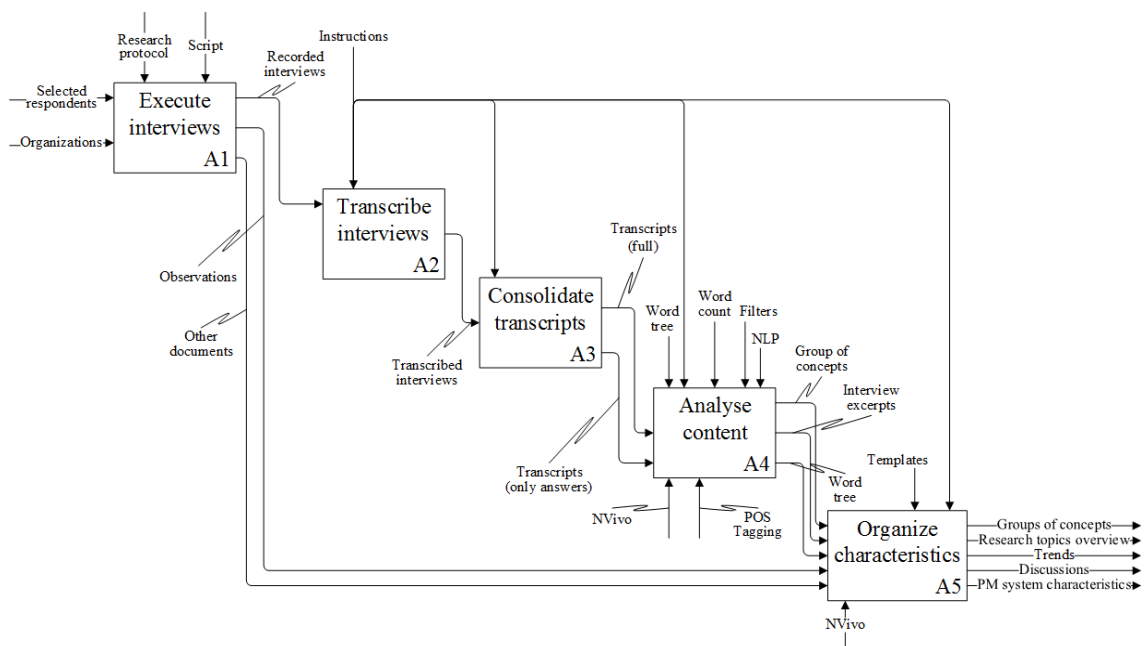 Research
protocol
Script
Instructions
Recorded
interviews
Selected
respondents
Organizations
Execute
interviews
A1
Transcribe
interviews
A2
Observations
Other
documents
Transcripts
(full)
Consolidate
transcripts
A3
Transcribed
interviews
Word
tree
Word
count
Filters
NLP
Group of
concepts
Interview
excerpts
Analyse
content
A4
Transcripts
(only answers)
NVivo
POS
Tagging
Word
tree
Templates
Organize
characteristics
A5
Groups of concepts
Research topics overview
Trends
Discussions
PM system characteristics
NVivo